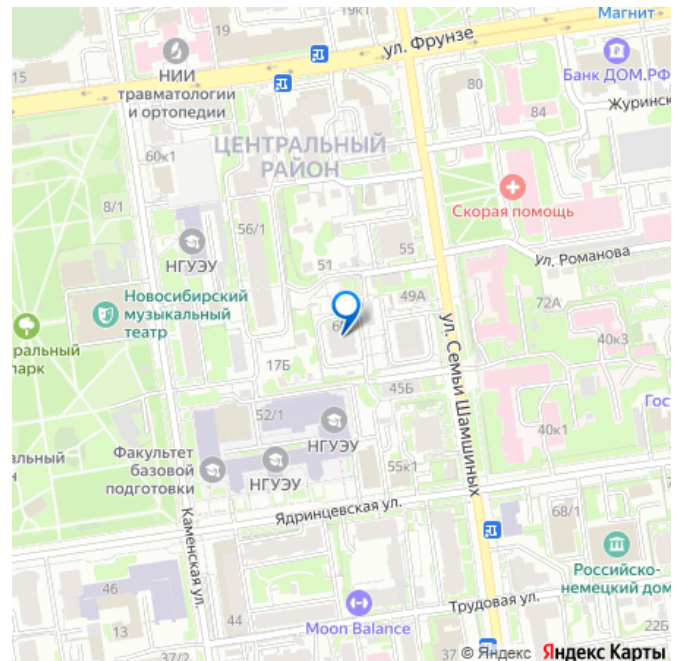 Магнит
ул. Фрунзе
19
15
НИИ
травматологии
и ортопедии
Банк ДОМ.РФ
80
84
Журинск
ЦЕНТРАЛЬНЫЙ
РАЙОН
60к1
8/1
56/1
Скорая помощь
НГУЭУ
51
55
ул. Романова
Новосибирский
музыкальный
театр
49А
72А
ральный
парк
17Б
ул. Семьи Шамшиных
40к3
45Б
52/1
НГУЭУ
Гос
40к1
альный
Факультет
базовой
подготовки
НГУЭУ
55к1
Ядринцевская ул.
Каменская ул.
68/1
Российско-
немецкий дом
46
44
13
Moon Balance
Трудовая ул.
22Б
37/2
37
© Яндекс Яндекс Карты